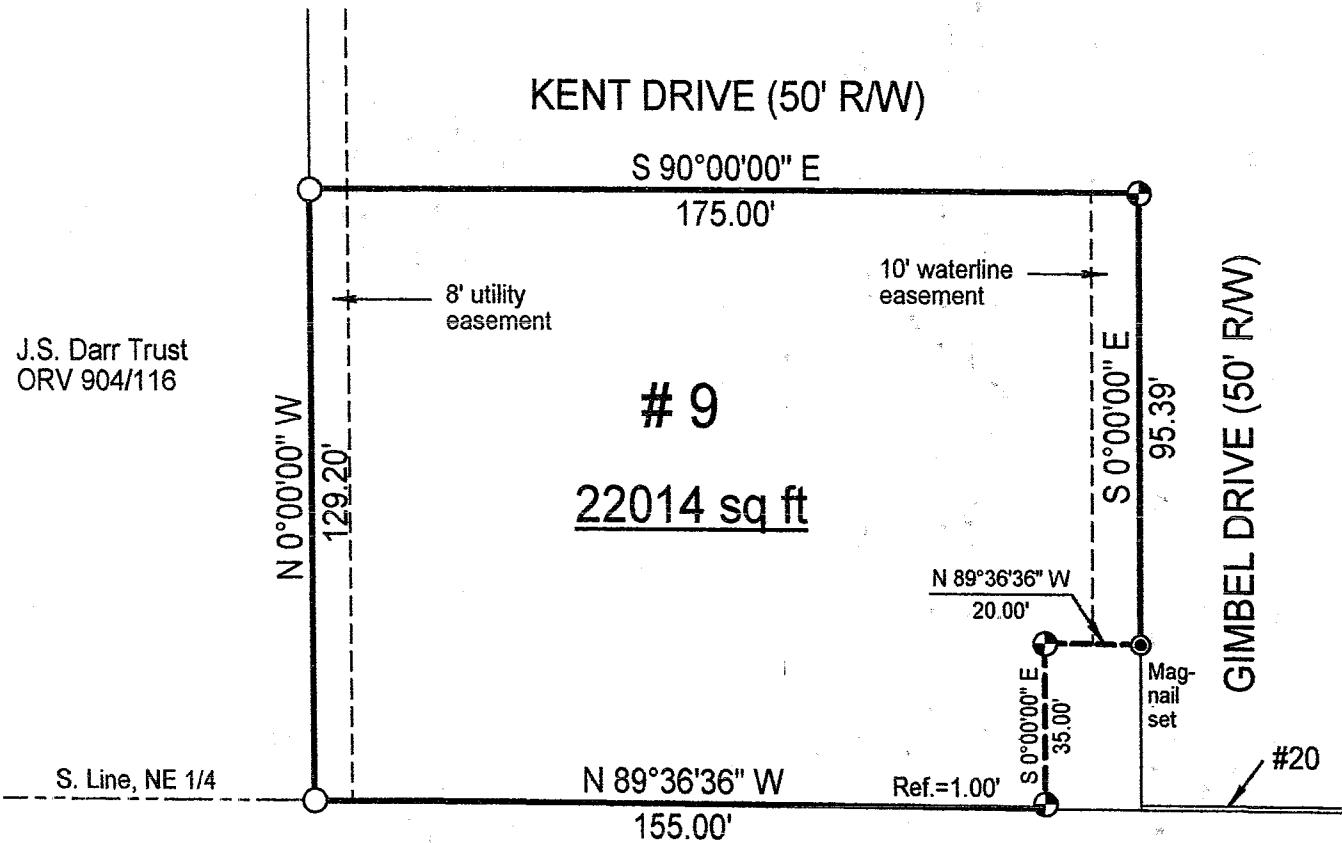 KENT DRIVE (50' R/W)
S 90°00'00" E
175.00'
10' waterline
easement
8' utility
easement
J.S. Darr Trust
ORV 904/116
N 0°00'00" W
129.20'
# 9
22014 sq ft
S 0°00'00" E
95.39'
GIMBEL DRIVE (50' R/W)
N 89°36'36" W
20.00'
S 0°00'00" E
35.00'
Mag-
nail
set
S. Line, NE 1/4
N 89°36'36" W
155.00'
Ref.=1.00'
#20